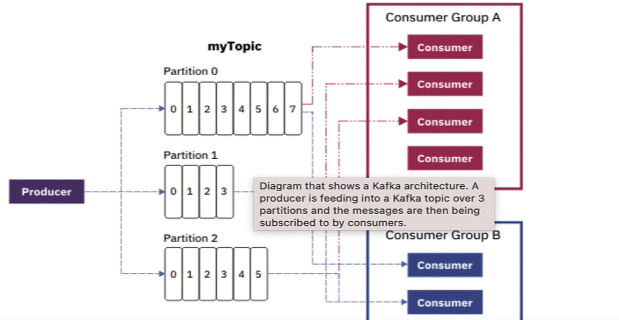 Consumer Group A
myTopic
Consumer
Partition 0
Consumer
0 1 2 3 4 5 6 7
Consumer
Partition 1
Consumer
Producer
0 1 2 3
Diagram that shows a Kafka architecture. A
producer is feeding into a Kafka topic over 3
partitions and the messages are then being
subscribed to by consumers.
Partition 2
Consumer Group B
0 1 2 3 4 5
Consumer
Consumer